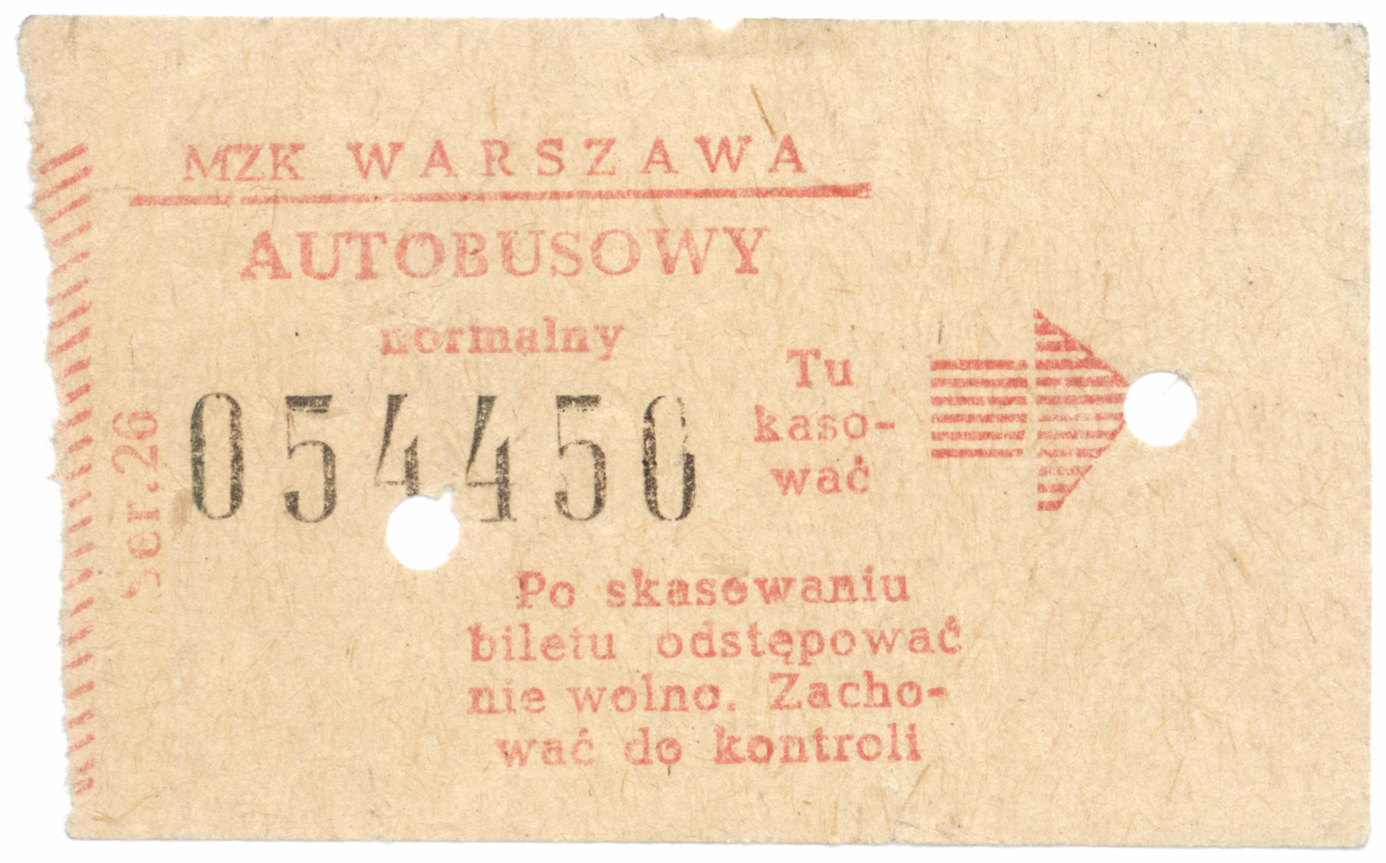 MZK WARSZAWA
AUTOBUSOWY
normalny
Ser.26
054450
Tu
kaso-
wać
Po skasowaniu
biletu odstępować
nie wolno. Zacho-
wać do kontroli